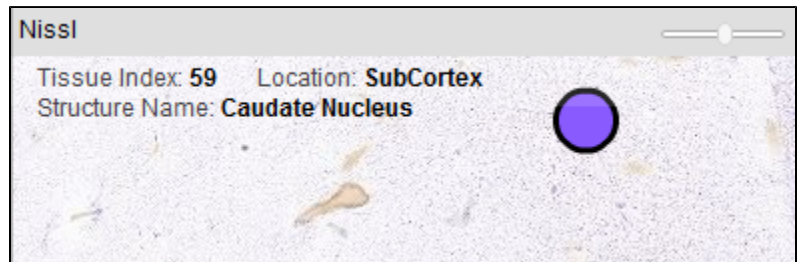 Nissl
Tissue Index: 59 Location: SubCortex
Structure Name: Caudate Nucleus